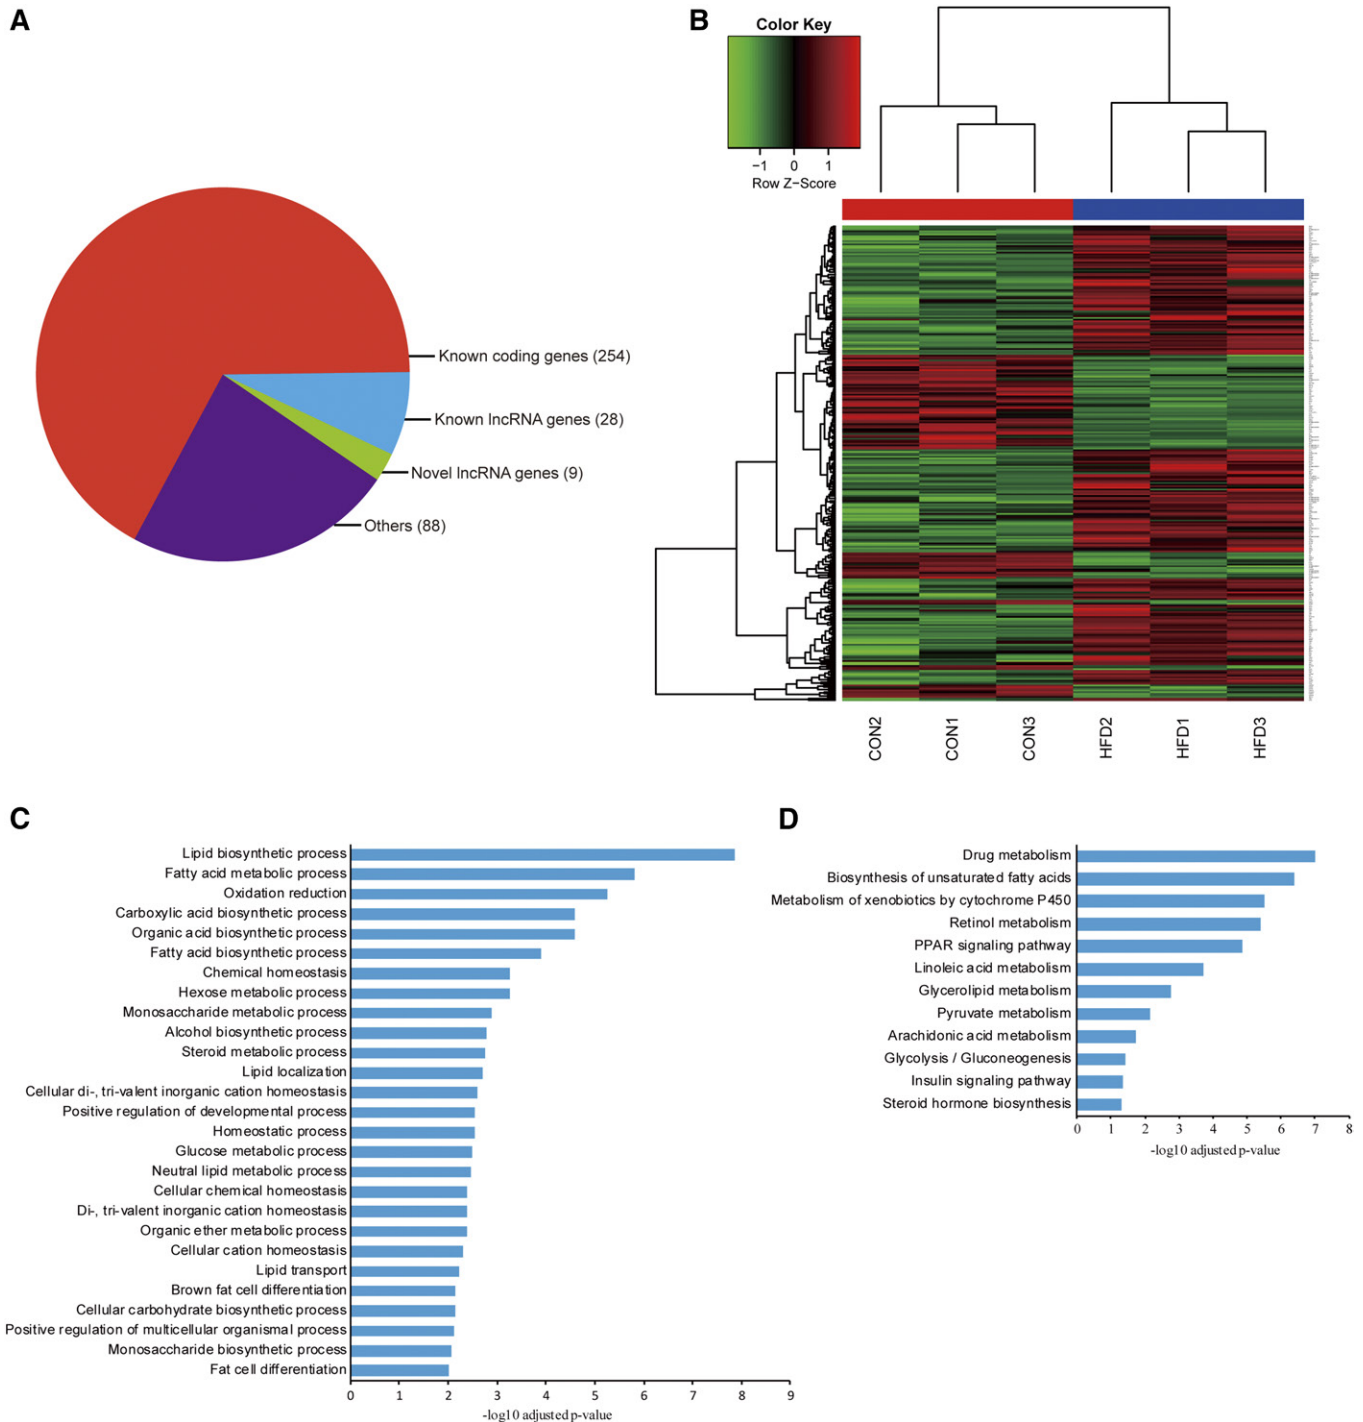 A
Known coding genes (254)
Known lncRNA genes (28)
Novel lncRNA genes (9)
Others (88)
B
Color Key
−1 0 1
Row Z−Score
CON2
CON1
CON3
HFD2
HFD1
HFD3
C
Lipid biosynthetic process
Fatty acid metabolic process
Oxidation reduction
Carboxylic acid biosynthetic process
Organic acid biosynthetic process
Fatty acid biosynthetic process
Chemical homeostasis
Hexose metabolic process
Monosaccharide metabolic process
Alcohol biosynthetic process
Steroid metabolic process
Lipid localization
Cellular di-, tri-valent inorganic cation homeostasis
Positive regulation of developmental process
Homeostatic process
Glucose metabolic process
Neutral lipid metabolic process
Cellular chemical homeostasis
Di-, tri-valent inorganic cation homeostasis
Organic ether metabolic process
Cellular cation homeostasis
Lipid transport
Brown fat cell differentiation
Cellular carbohydrate biosynthetic process
Positive regulation of multicellular organismal process
Monosaccharide biosynthetic process
Fat cell differentiation
0 1 2 3 4 5 6 7 8 9
-log10 adjusted p-value
D
Drug metabolism
Biosynthesis of unsaturated fatty acids
Metabolism of xenobiotics by cytochrome P450
Retinol metabolism
PPAR signaling pathway
Linoleic acid metabolism
Glycerolipid metabolism
Pyruvate metabolism
Arachidonic acid metabolism
Glycolysis / Gluconeogenesis
Insulin signaling pathway
Steroid hormone biosynthesis
0 1 2 3 4 5 6 7 8
-log10 adjusted p-value